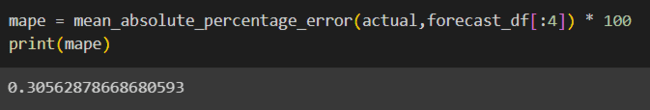 mape = mean_absolute_percentage_error(actual,forecast_df[:4]) * 100
print(mape)
0.30562878668680593